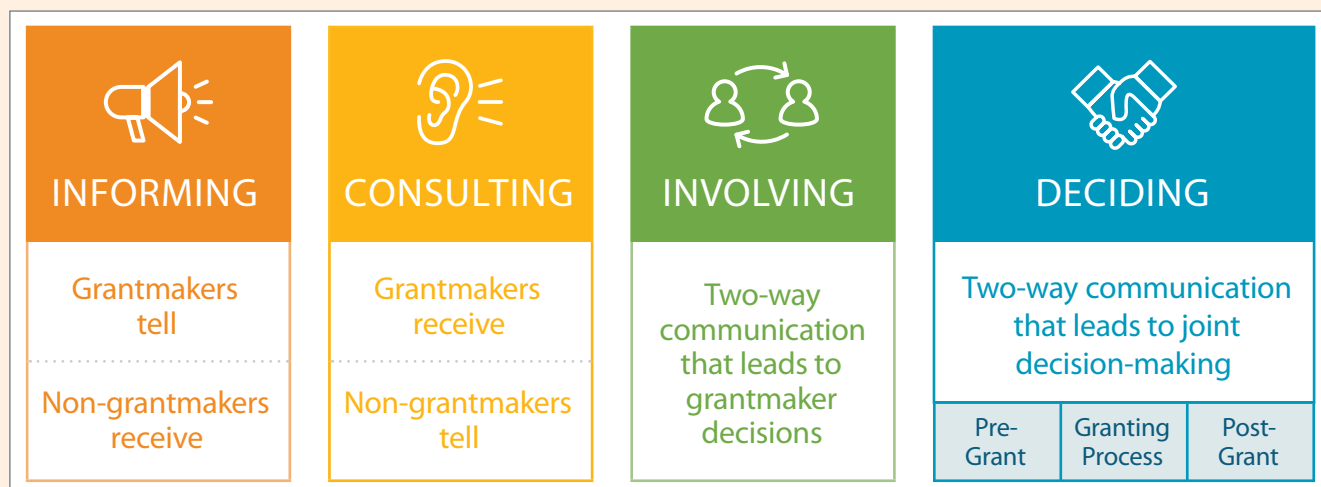 INFORMING
Grantmakers
tell
Non-grantmakers
receive
CONSULTING
Grantmakers
receive
Non-grantmakers
tell
INVOLVING
Two-way
communication
that leads to
grantmaker
decisions
DECIDING
Two-way communication
that leads to joint
decision-making
Pre-
Grant
Granting
Process
Post-
Grant